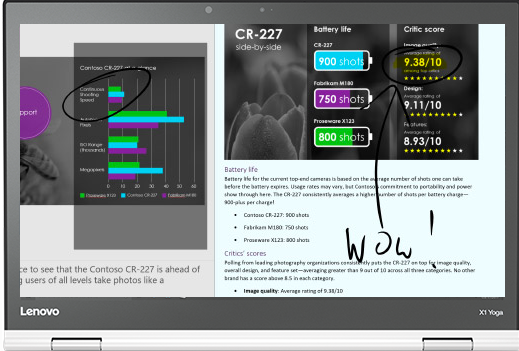 Contoso CR-227 at a glance
Continuous
Shooting
Speed
Pixels
ISO Range
(thousands)
Megapixels
0 10 20 30 40 50 60
Proseware X123 Contoso CR-227 Fabrikam M180
pport
ce to see that the Contoso CR-227 is ahead of
g users of all levels take photos like a
CR-227
side-by-side
Battery life
CR-227
900 shots
Fabrikam M180
750 shots
Proseware X123
800 shots
Critic score
Image quality
Average rating of
9.38/10
among top critics
Design:
Average rating of
9.11/10
Features:
Average rating of
8.93/10
Battery life
Battery life for the current top-end cameras is based on the average number of shots one can take
before the battery expires. Usage rates may vary, but Contoso's commitment to portability and power
show through here. The CR-227 consistently averages a higher number of shots per battery charge—
900-plus per charge!
• Contoso CR-227: 900 shots
• Fabrikam M180: 750 shots
• Proseware X123: 800 shots
Wow!
Critics' scores
Polling from leading photography organizations consistently puts the CR-227 on top for image quality,
overall design, and feature set—averaging greater than 9 out of 10 across all three categories. No other
brand has a score above 8.5 in each category.
• Image quality: Average rating of 9.38/10
Lenovo
X1 Yoga